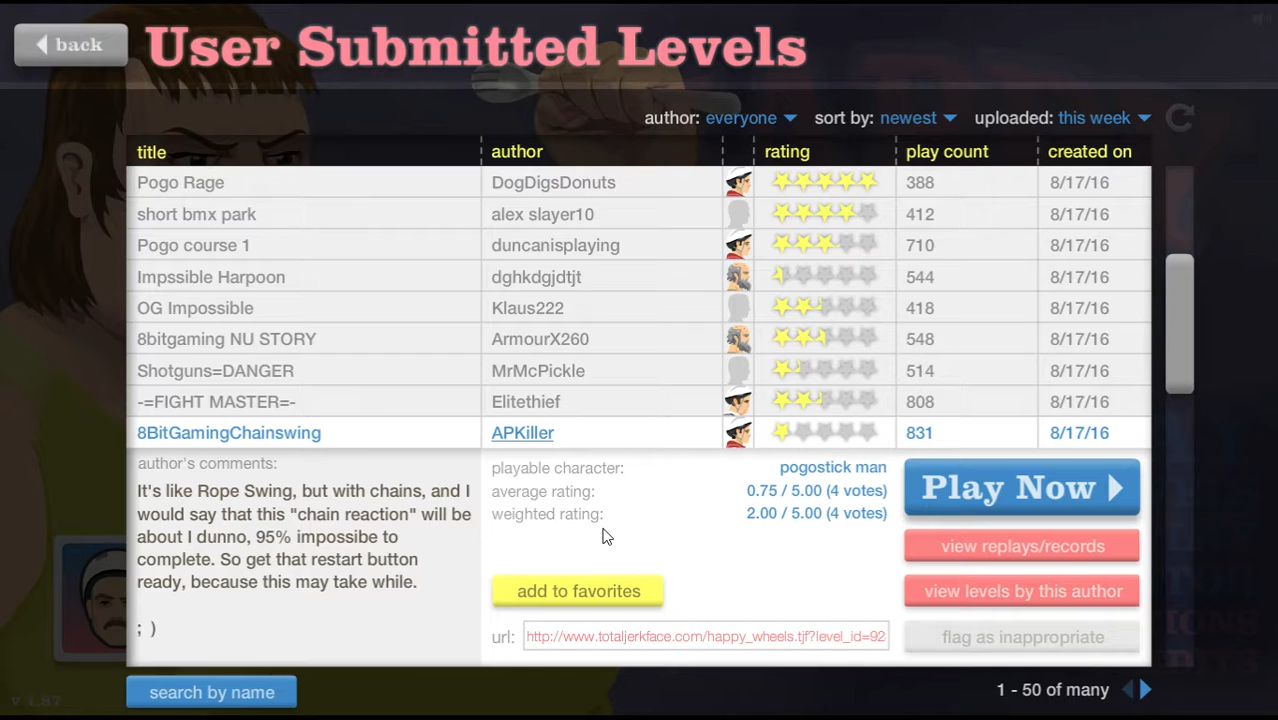 back
User Submitted Levels
author: everyone sort by: newest uploaded: this week
title author rating play count created on
Pogo Rage DogDigsDonuts 388 8/17/16
short bmx park alex slayer10 412 8/17/16
Pogo course 1 duncanisplaying 710 8/17/16
Impssible Harpoon dghkdgjdtjt 544 8/17/16
OG Impossible Klaus222 418 8/17/16
8bitgaming NU STORY ArmourX260 548 8/17/16
Shotguns=DANGER MrMcPickle 514 8/17/16
-=FIGHT MASTER=- Elitethief 808 8/17/16
8BitGamingChainswing APKiller 831 8/17/16
author's comments:
It's like Rope Swing, but with chains, and I
would say that this "chain reaction" will be
about I dunno, 95% impossibe to
complete. So get that restart button
ready, because this may take while.
; )
playable character: pogostick man
average rating: 0.75 / 5.00 (4 votes)
weighted rating: 2.00 / 5.00 (4 votes)
add to favorites
url: http://www.totaljerkface.com/happy_wheels.tjf?level_id=92
Play Now
view replays/records
view levels by this author
flag as inappropriate
search by name
1 - 50 of many
v 1.87